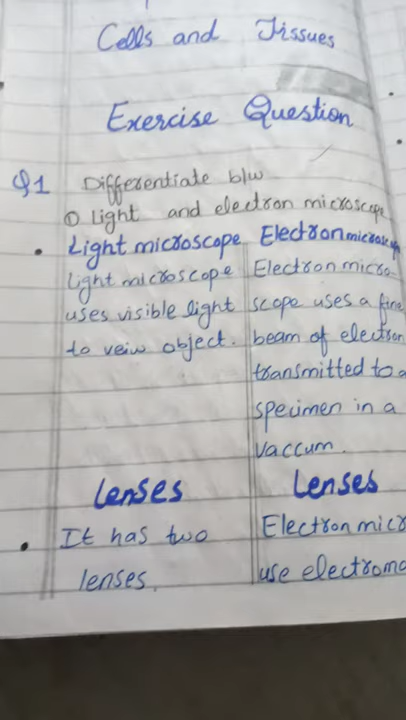 Cells and Tissues
Exercise Question
Q1 Differentiate b/w
① Light and electron microscope
• Light microscope
Light microscope
uses visible light
to veiw object.
Electron microscope
Electron micro-
scope uses a fine
beam of electron
transmitted to a
specimen in a
vaccum.
Lenses
• It has two
lenses.
Lenses
Electron micr
use electroma